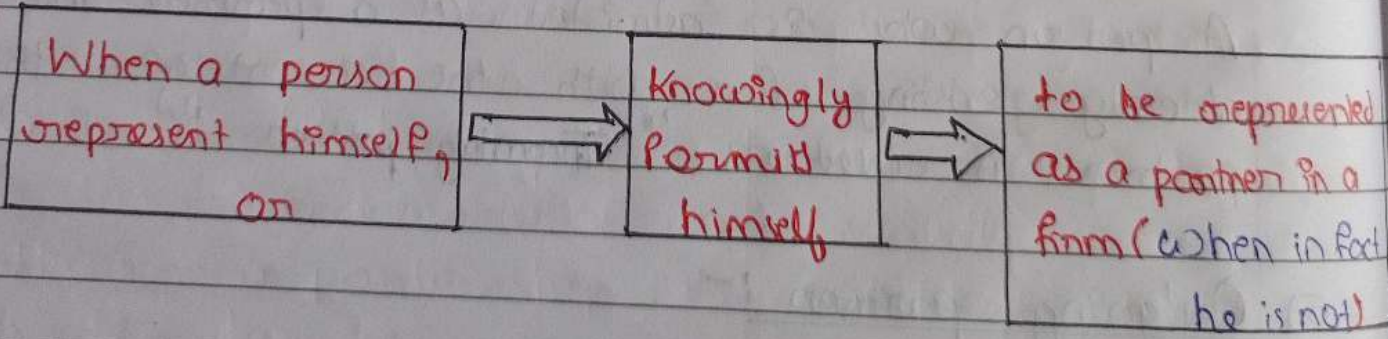 When a person
represent himself,
or
Knowingly
Permits
himself
to be represented
as a partner in a
firm (when in fact
he is not)